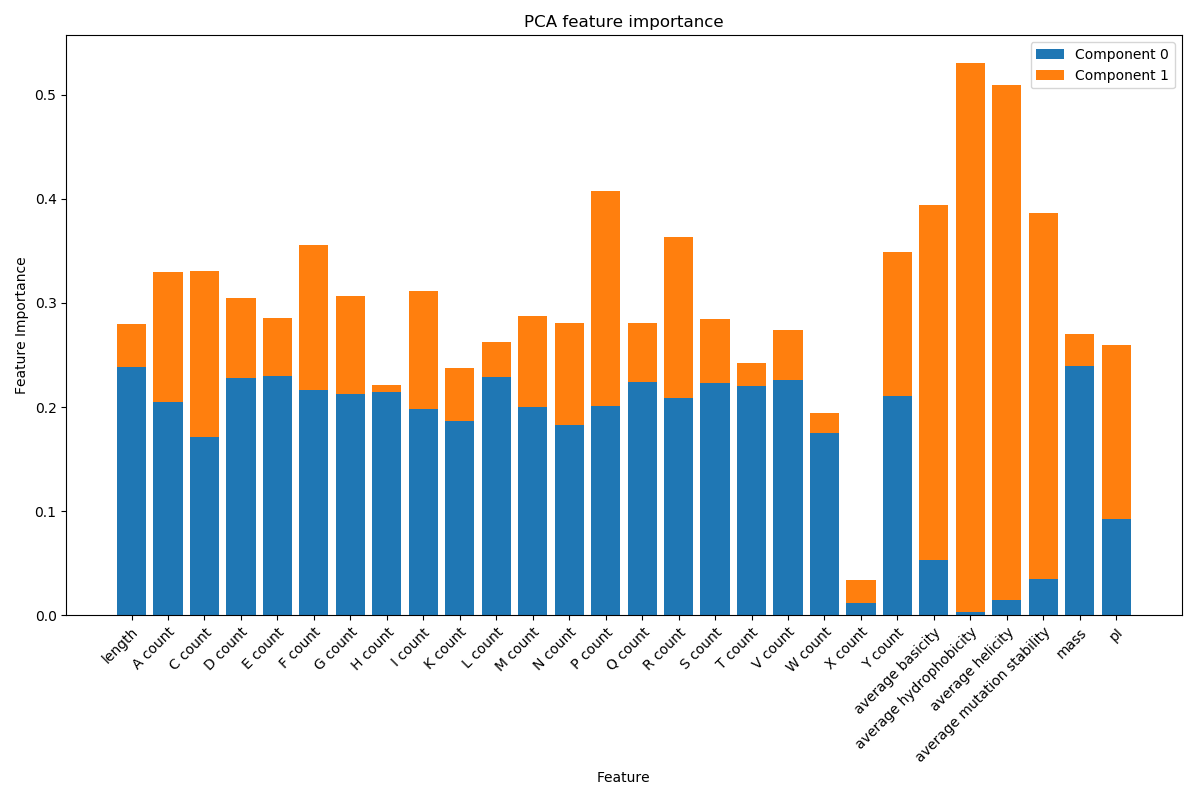 PCA feature importance
Component 0
Component 1
Feature Importance
0.5
0.4
0.3
0.2
0.1
0.0
length
A count
C count
D count
E count
F count
G count
H count
I count
K count
L count
M count
N count
P count
Q count
R count
S count
T count
V count
W count
X count
Y count
average basicity
average hydrophobicity
average helicity
average mutation stability
mass
pI
Feature